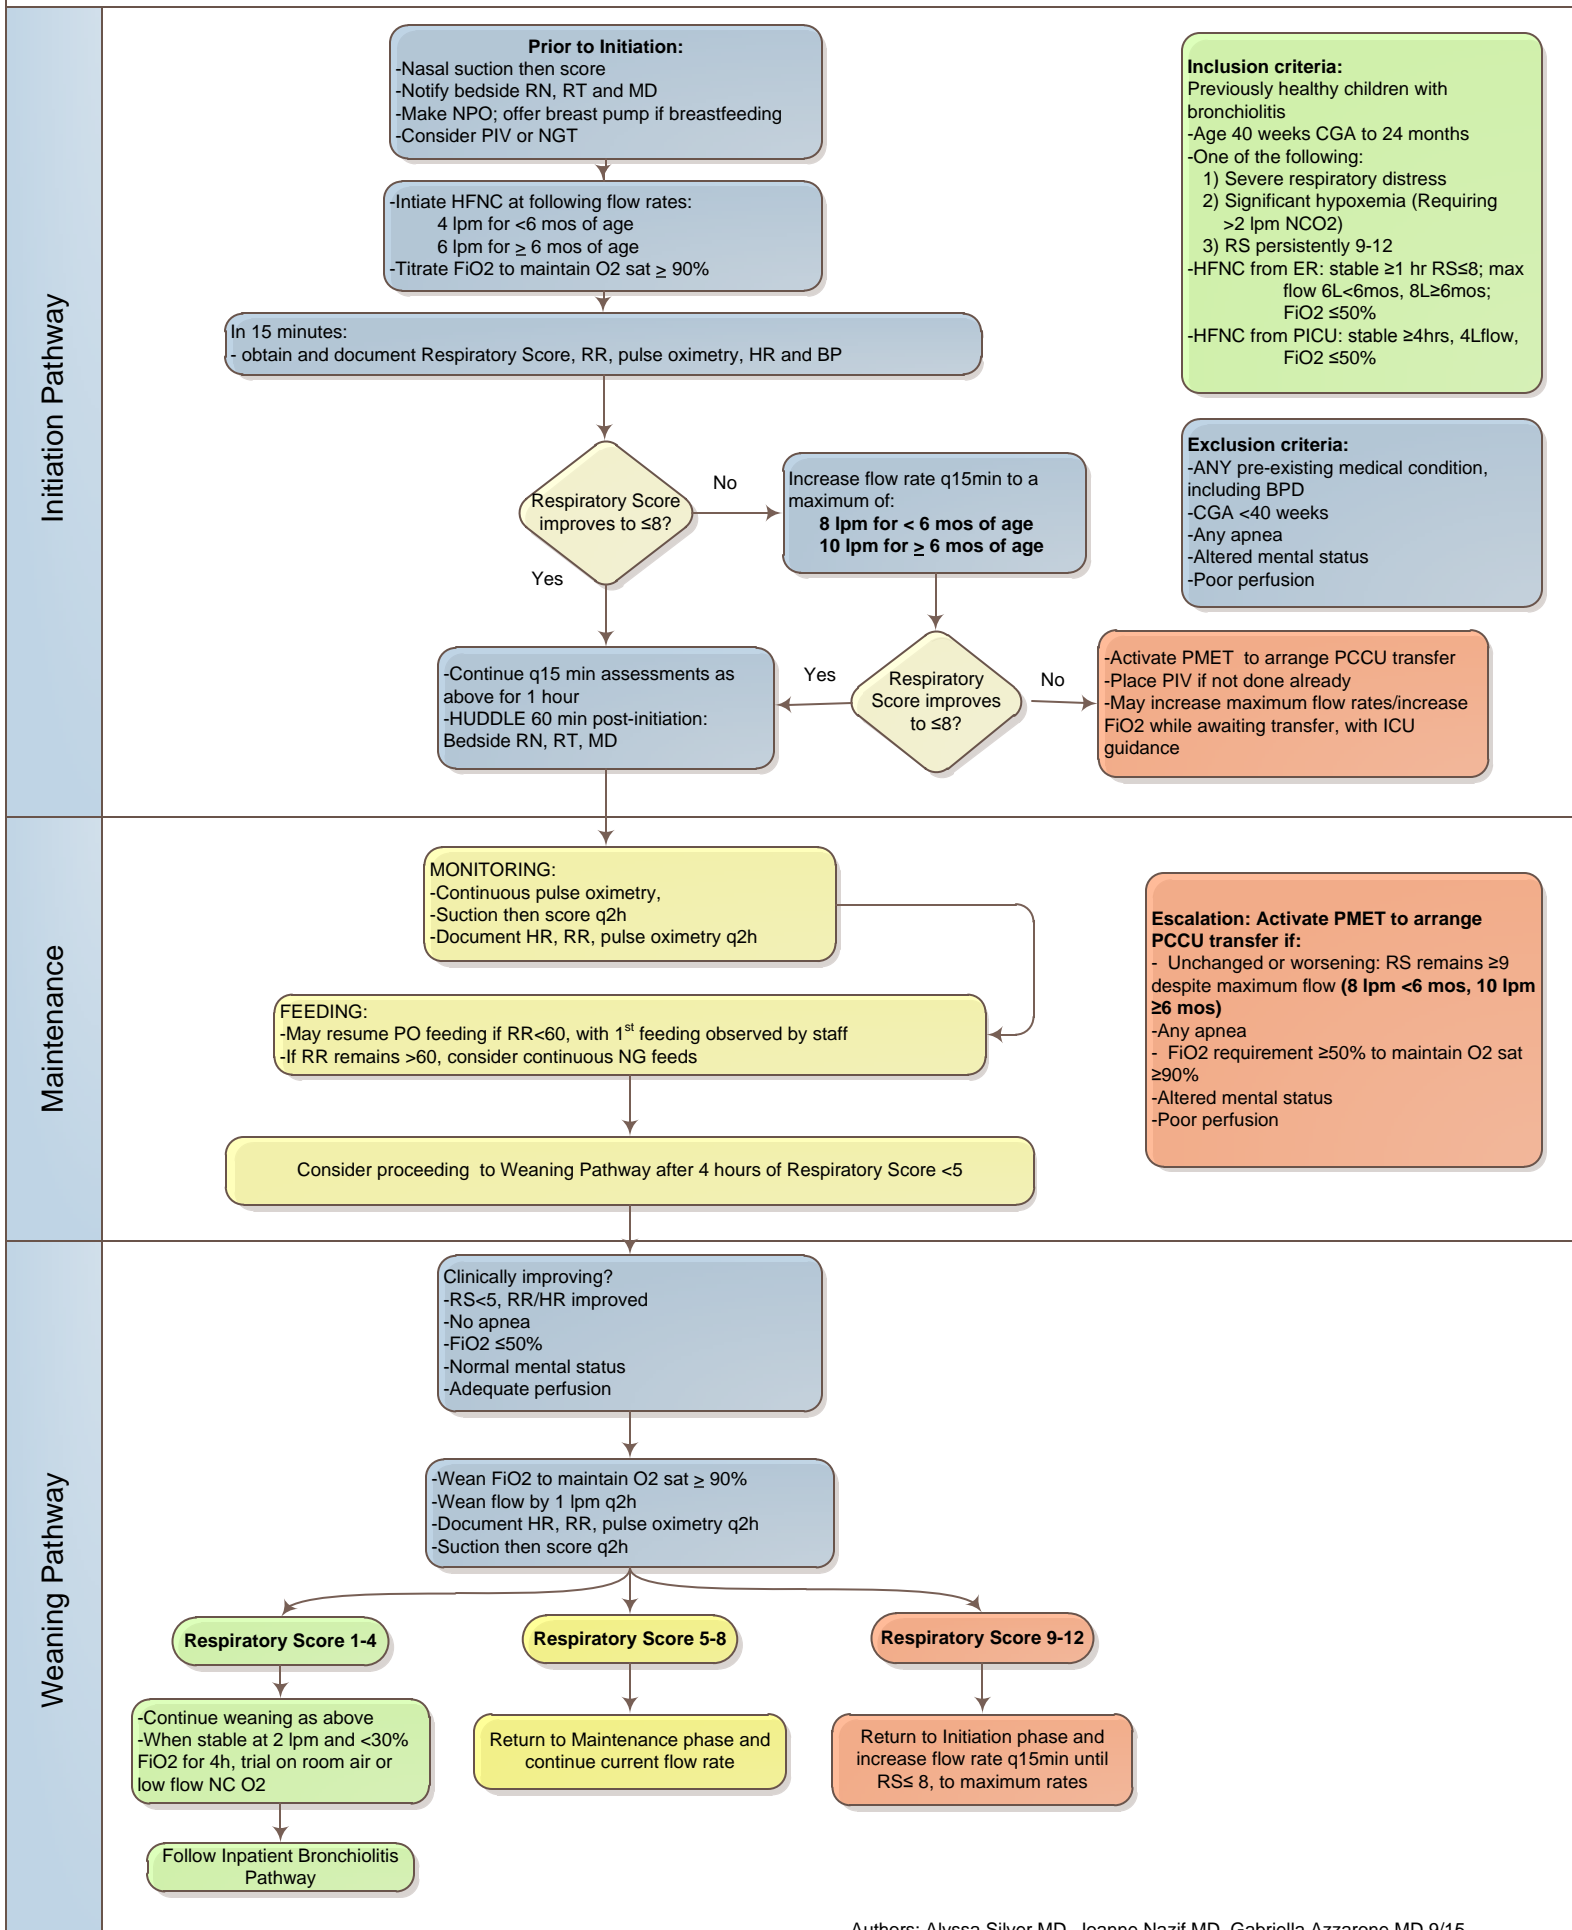 Initiation Pathway
Prior to Initiation:
-Nasal suction then score
-Notify bedside RN, RT and MD
-Make NPO; offer breast pump if breastfeeding
-Consider PIV or NGT
-Intiate HFNC at following flow rates:
4 lpm for <6 mos of age
6 lpm for ≥ 6 mos of age
-Titrate FiO2 to maintain O2 sat ≥ 90%
In 15 minutes:
- obtain and document Respiratory Score, RR, pulse oximetry, HR and BP
Respiratory Score
improves to ≤8?
No
Yes
Increase flow rate q15min to a
maximum of:
8 lpm for < 6 mos of age
10 lpm for ≥ 6 mos of age
-Continue q15 min assessments as
above for 1 hour
-HUDDLE 60 min post-initiation:
Bedside RN, RT, MD
Yes
Respiratory
Score improves
to ≤8?
No
-Activate PMET  to arrange PCCU transfer
-Place PIV if not done already
-May increase maximum flow rates/increase
FiO2 while awaiting transfer, with ICU
guidance
Inclusion criteria:
Previously healthy children with
bronchiolitis
-Age 40 weeks CGA to 24 months
-One of the following:
1) Severe respiratory distress
2) Significant hypoxemia (Requiring
>2 lpm NCO2)
3) RS persistently 9-12
-HFNC from ER: stable ≥1 hr RS≤8; max
flow 6L<6mos, 8L≥6mos;
FiO2 ≤50%
-HFNC from PICU: stable ≥4hrs, 4Lflow,
FiO2 ≤50%
Exclusion criteria:
-ANY pre-existing medical condition,
including BPD
-CGA <40 weeks
-Any apnea
-Altered mental status
-Poor perfusion
Maintenance
MONITORING:
-Continuous pulse oximetry,
-Suction then score q2h
-Document HR, RR, pulse oximetry q2h
FEEDING:
-May resume PO feeding if RR<60, with 1st feeding observed by staff
-If RR remains >60, consider continuous NG feeds
Consider proceeding  to Weaning Pathway after 4 hours of Respiratory Score <5
Escalation: Activate PMET to arrange
PCCU transfer if:
-  Unchanged or worsening: RS remains ≥9
despite maximum flow (8 lpm <6 mos, 10 lpm
≥6 mos)
-Any apnea
-  FiO2 requirement ≥50% to maintain O2 sat
≥90%
-Altered mental status
-Poor perfusion
Weaning Pathway
Clinically improving?
-RS<5, RR/HR improved
-No apnea
-FiO2 ≤50%
-Normal mental status
-Adequate perfusion
-Wean FiO2 to maintain O2 sat ≥ 90%
-Wean flow by 1 lpm q2h
-Document HR, RR, pulse oximetry q2h
-Suction then score q2h
Respiratory Score 1-4
-Continue weaning as above
-When stable at 2 lpm and <30%
FiO2 for 4h, trial on room air or
low flow NC O2
Follow Inpatient Bronchiolitis
Pathway
Respiratory Score 5-8
Return to Maintenance phase and
continue current flow rate
Respiratory Score 9-12
Return to Initiation phase and
increase flow rate q15min until
RS≤ 8, to maximum rates
Authors: Alyssa Silver MD, Joanne Nazif MD, Gabriella Azzarone MD 9/15